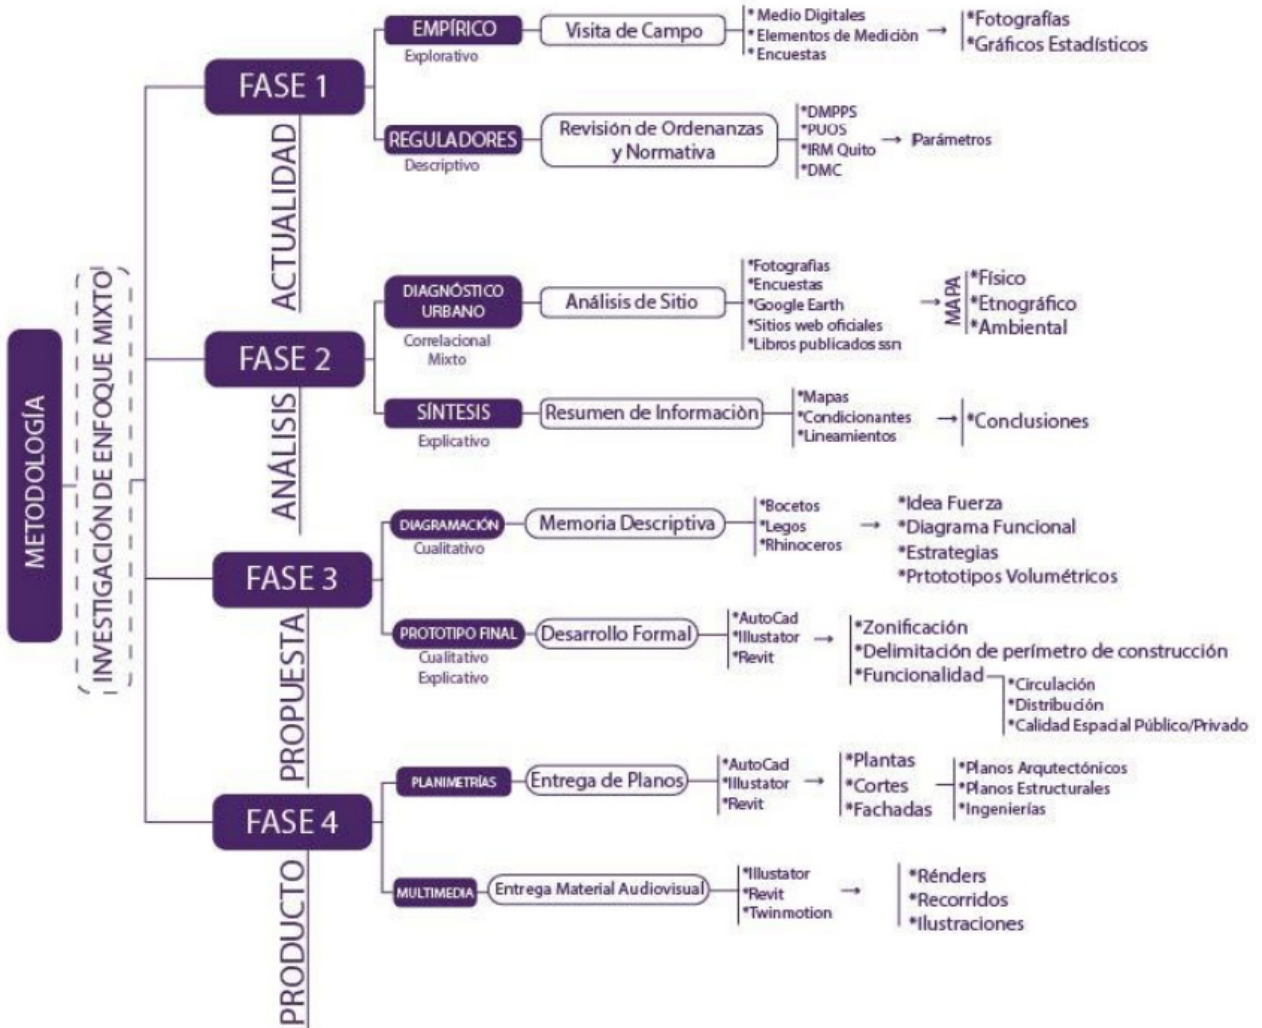 METODOLOGÍA
INVESTIGACIÓN DE ENFOQUE MIXTO
FASE 1
ACTUALIDAD
EMPÍRICO
Explorativo
Visita de Campo
*Medio Digitales
*Elementos de Mediciòn
*Encuestas
→
*Fotografías
*Gráficos Estadísticos
REGULADORES
Descriptivo
Revisión de Ordenanzas
y Normativa
*DMPPS
*PUOS
*IRM Quito
*DMC
→
Parámetros
FASE 2
ANÁLISIS
DIAGNÓSTICO
URBANO
Correlacional
Mixto
Análisis de Sitio
*Fotografias
*Encuestas
*Google Earth
*Sitios web oficiales
*Libros publicados ssn
→
MAPA
*Físico
*Etnográfico
*Ambiental
SÍNTESIS
Explicativo
Resumen de Informaciòn
*Mapas
*Condicionantes
*Lineamientos
→
*Conclusiones
FASE 3
PROPUESTA
DIAGRAMACIÓN
Cualitativo
Memoria Descriptiva
*Bocetos
*Legos
*Rhinoceros
→
*Idea Fuerza
*Diagrama Funcional
*Estrategias
*Prtototipos Volumétricos
PROTOTIPO FINAL
Cualitativo
Explicativo
Desarrollo Formal
*AutoCad
*Illustator
*Revit
→
*Zonificación
*Delimitación de perímetro de construcción
*Funcionalidad
*Circulación
*Distribución
*Calidad Espacial Público/Privado
FASE 4
PRODUCTO
PLANIMETRÍAS
Entrega de Planos
*AutoCad
*Illustator
*Revit
→
*Plantas
*Cortes
*Fachadas
*Planos Arqutectónicos
*Planos Estructurales
*Ingenierías
MULTIMEDIA
Entrega Material Audiovisual
*Illustator
*Revit
*Twinmotion
→
*Rénders
*Recorridos
*Ilustraciones